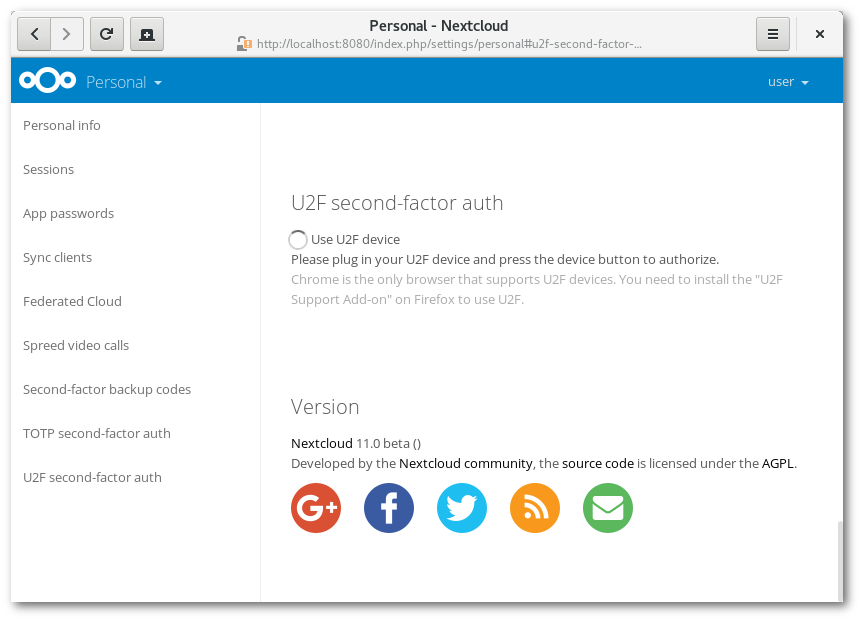 Personal - Nextcloud
http://localhost:8080/index.php/settings/personal#u2f-second-factor-...
Personal
user
Personal info
Sessions
App passwords
Sync clients
Federated Cloud
Spreed video calls
Second-factor backup codes
TOTP second-factor auth
U2F second-factor auth
U2F second-factor auth
Use U2F device
Please plug in your U2F device and press the device button to authorize.
Chrome is the only browser that supports U2F devices. You need to install the "U2F
Support Add-on" on Firefox to use U2F.
Version
Nextcloud 11.0 beta ()
Developed by the Nextcloud community, the source code is licensed under the AGPL.